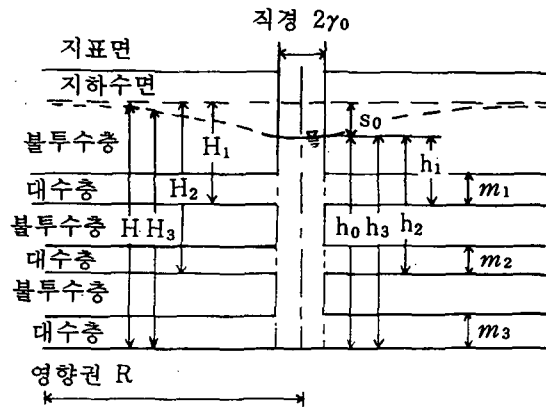 직경 2γ₀
지표면
지하수면
s₀
물
불투수층
H₁
h₁
대수층
H₂
m₁
불투수층
H
H₃
h₀
h₃
h₂
대수층
m₂
불투수층
대수층
m₃
영향권 R